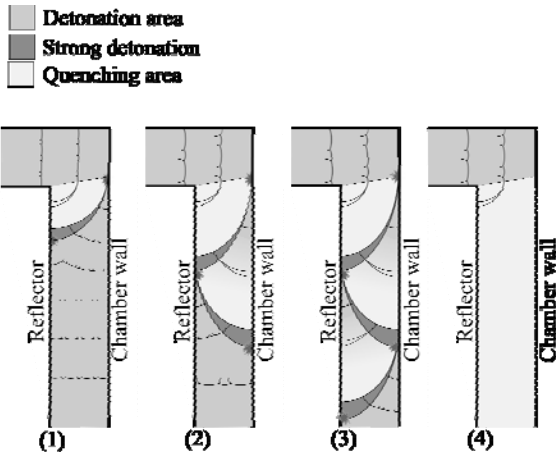 Detonation area
Strong detonation
Quenching area
Reflector
Chamber wall
Reflector
Chamber wall
Reflector
Chamber wall
Reflector
Chamber wall
(1)
(2)
(3)
(4)